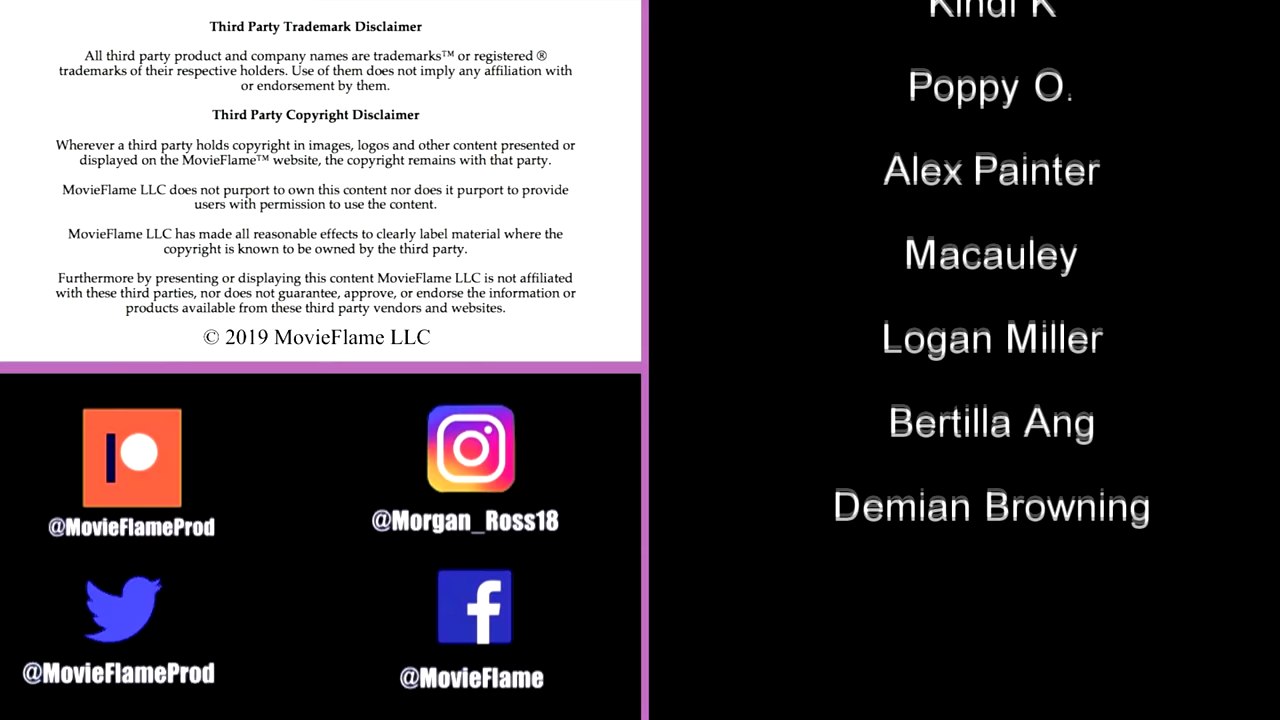 Third Party Trademark Disclaimer
All third party product and company names are trademarks™ or registered ®
trademarks of their respective holders. Use of them does not imply any affiliation with
or endorsement by them.
Third Party Copyright Disclaimer
Wherever a third party holds copyright in images, logos and other content presented or
displayed on the MovieFlame™ website, the copyright remains with that party.
MovieFlame LLC does not purport to own this content nor does it purport to provide
users with permission to use the content.
MovieFlame LLC has made all reasonable effects to clearly label material where the
copyright is known to be owned by the third party.
Furthermore by presenting or displaying this content MovieFlame LLC is not affiliated
with these third parties, nor does not guarantee, approve, or endorse the information or
products available from these third party vendors and websites.
© 2019 MovieFlame LLC
@MovieFlameProd
@Morgan_Ross18
@MovieFlameProd
@MovieFlame
Kindl K
Poppy O.
Alex Painter
Macauley
Logan Miller
Bertilla Ang
Demian Browning